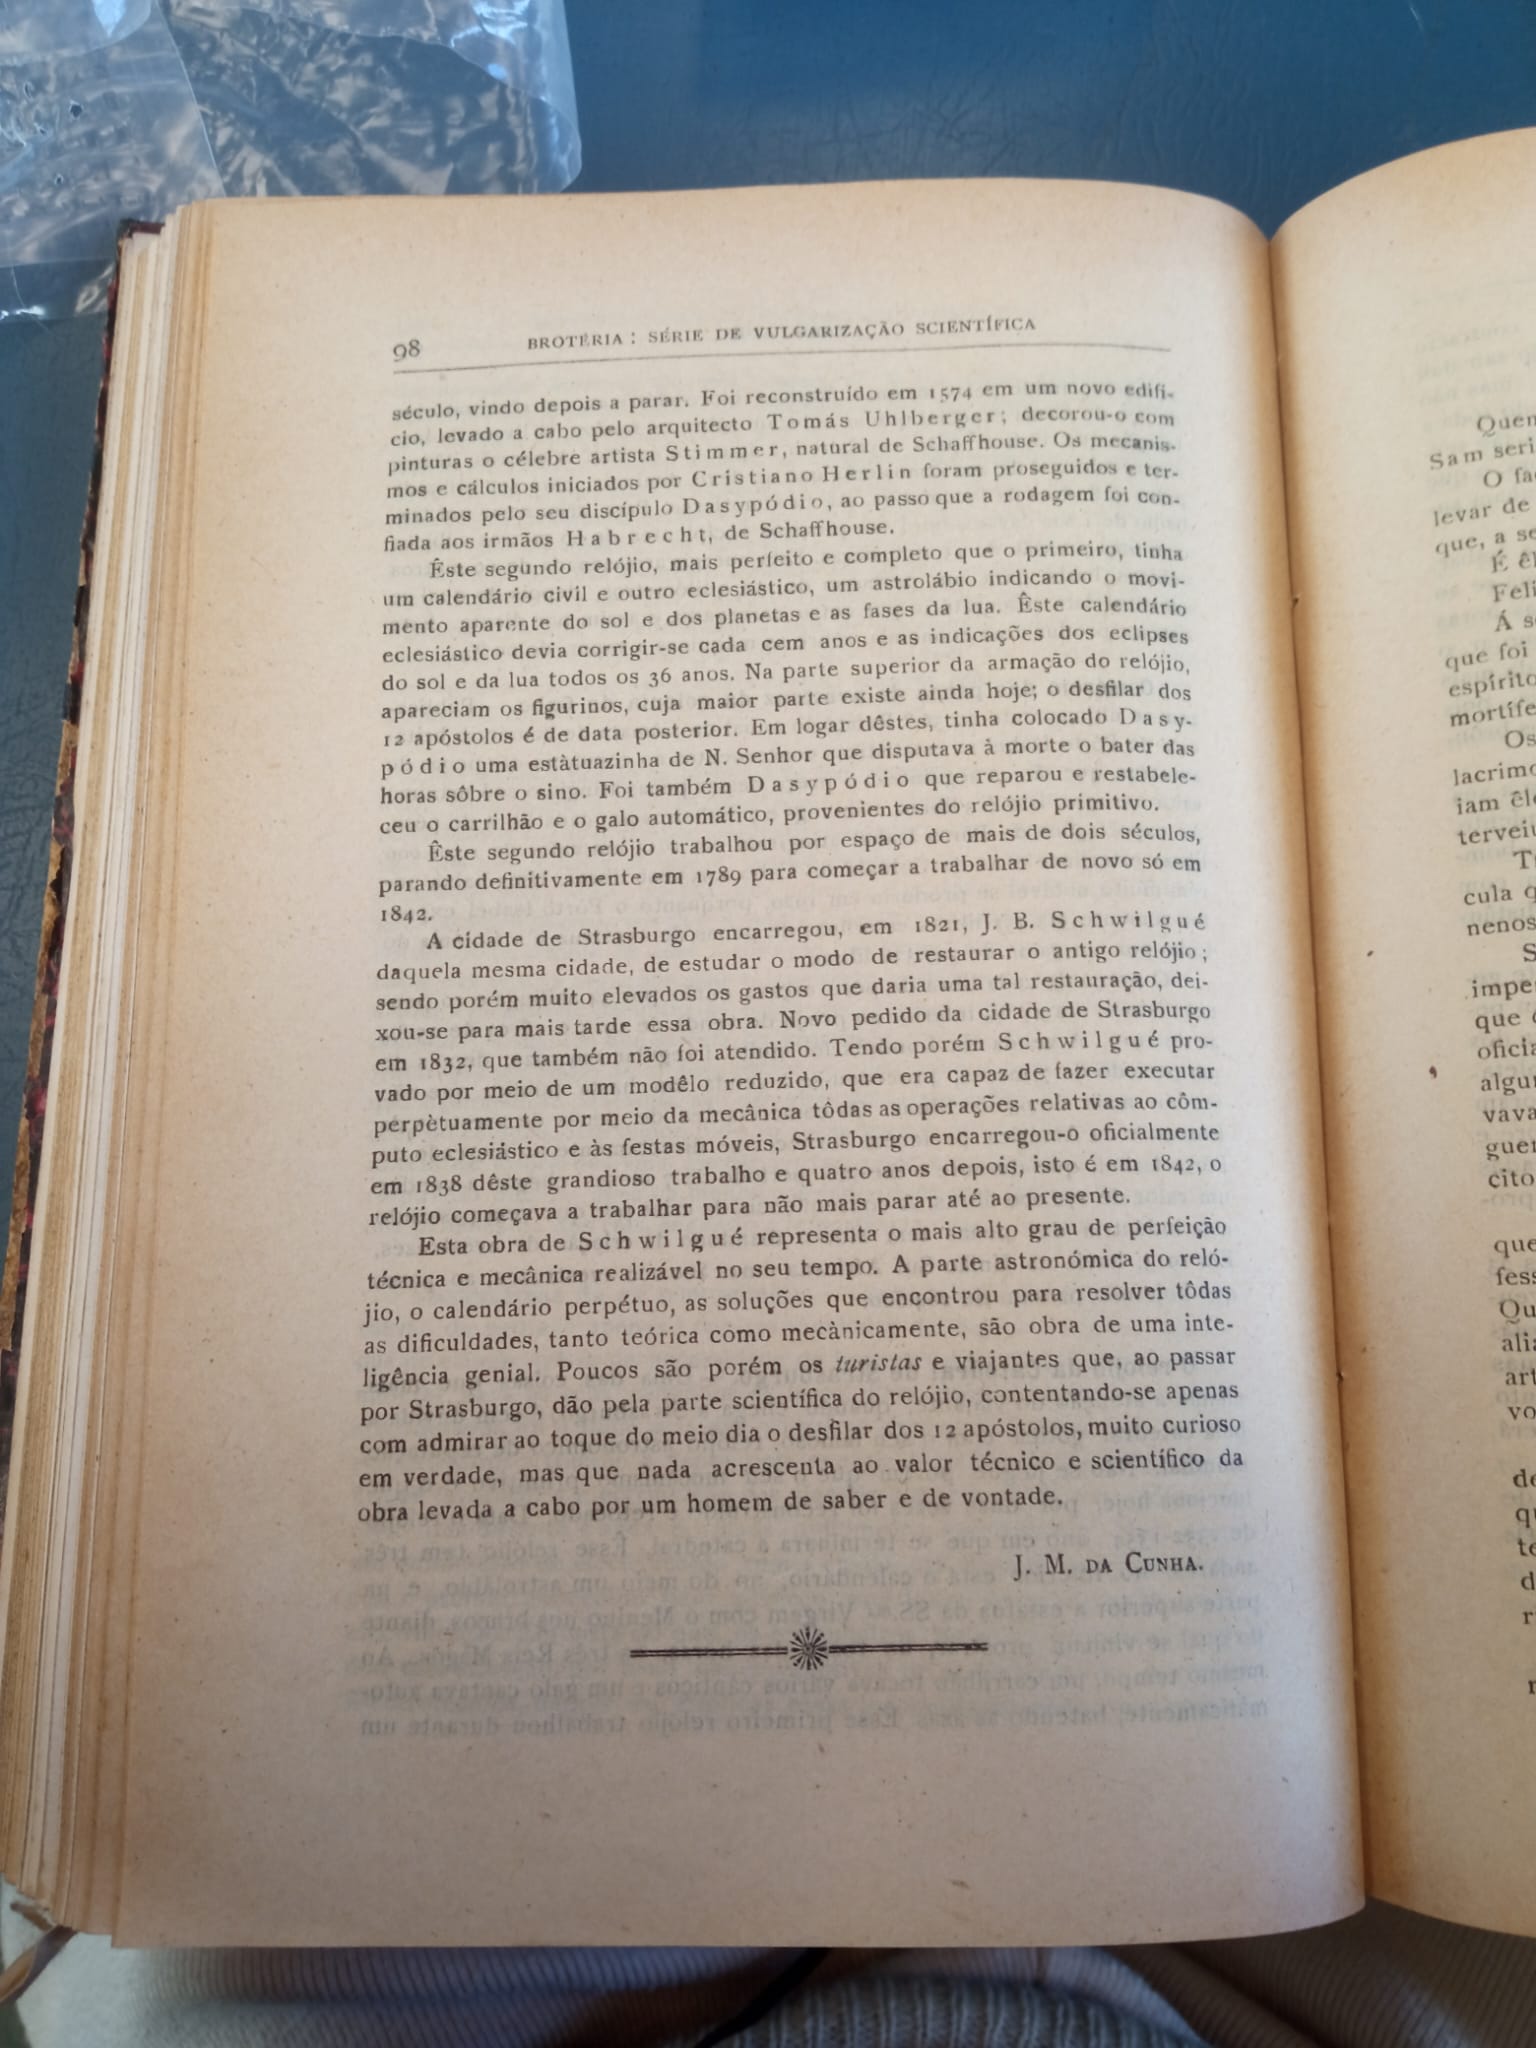 98 BROTÉRIA: SÉRIE DE VULGARIZAÇÃO SCIENTÍFICA
século, vindo depois a parar. Foi reconstruído em 1574 em um novo edifi-
cio, levado a cabo pelo arquitecto Tomás Uhlberger; decorou-o com
pinturas o célebre artista Stimmer, natural de Schaffhouse. Os mecanis-
mos e cálculos iniciados por Cristiano Herlin foram proseguidos e ter-
minados pelo seu discípulo Dasypódio, ao passo que a rodagem foi con-
fiada aos irmãos Habrecht, de Schaffhouse.
Êste segundo relójio, mais perfeito e completo que o primeiro, tinha
um calendário civil e outro eclesiástico, um astrolábio indicando o movi-
mento aparente do sol e dos planetas e as fases da lua. Êste calendário
eclesiástico devia corrigir-se cada cem anos e as indicações dos eclipses
do sol e da lua todos os 36 anos. Na parte superior da armação do relójio,
apareciam os figurinos, cuja maior parte existe ainda hoje; o desfilar dos
12 apóstolos é de data posterior. Em logar dêstes, tinha colocado Dasy-
pódio uma estàtuazinha de N. Senhor que disputava à morte o bater das
horas sôbre o sino. Foi também Dasypódio que reparou e restabele-
ceu o carrilhão e o galo automático, provenientes do relójio primitivo.
Êste segundo relójio trabalhou por espaço de mais de dois séculos,
parando definitivamente em 1789 para começar a trabalhar de novo só em
1842.
A cidade de Strasburgo encarregou, em 1821, J. B. Schwilgué
daquela mesma cidade, de estudar o modo de restaurar o antigo relójio;
sendo porém muito elevados os gastos que daria uma tal restauração, dei-
xou-se para mais tarde essa obra. Novo pedido da cidade de Strasburgo
em 1832, que também não foi atendido. Tendo porém Schwilgué pro-
vado por meio de um modêlo reduzido, que era capaz de fazer executar
perpètuamente por meio da mecânica tôdas as operações relativas ao côm-
puto eclesiástico e às festas móveis, Strasburgo encarregou-o oficialmente
em 1838 dêste grandioso trabalho e quatro anos depois, isto é em 1842, o
relójio começava a trabalhar para não mais parar até ao presente.
Esta obra de Schwilgué representa o mais alto grau de perfeição
técnica e mecânica realizável no seu tempo. A parte astronómica do reló-
jio, o calendário perpétuo, as soluções que encontrou para resolver tôdas
as dificuldades, tanto teórica como mecànicamente, são obra de uma inte-
ligência genial. Poucos são porém os turistas e viajantes que, ao passar
por Strasburgo, dão pela parte scientífica do relójio, contentando-se apenas
com admirar ao toque do meio dia o desfilar dos 12 apóstolos, muito curioso
em verdade, mas que nada acrescenta ao valor técnico e scientífico da
obra levada a cabo por um homem de saber e de vontade.
J. M. DA CUNHA.
Sam
O
levar de
que, a
É
Á
que foi
Os
cula
que
que